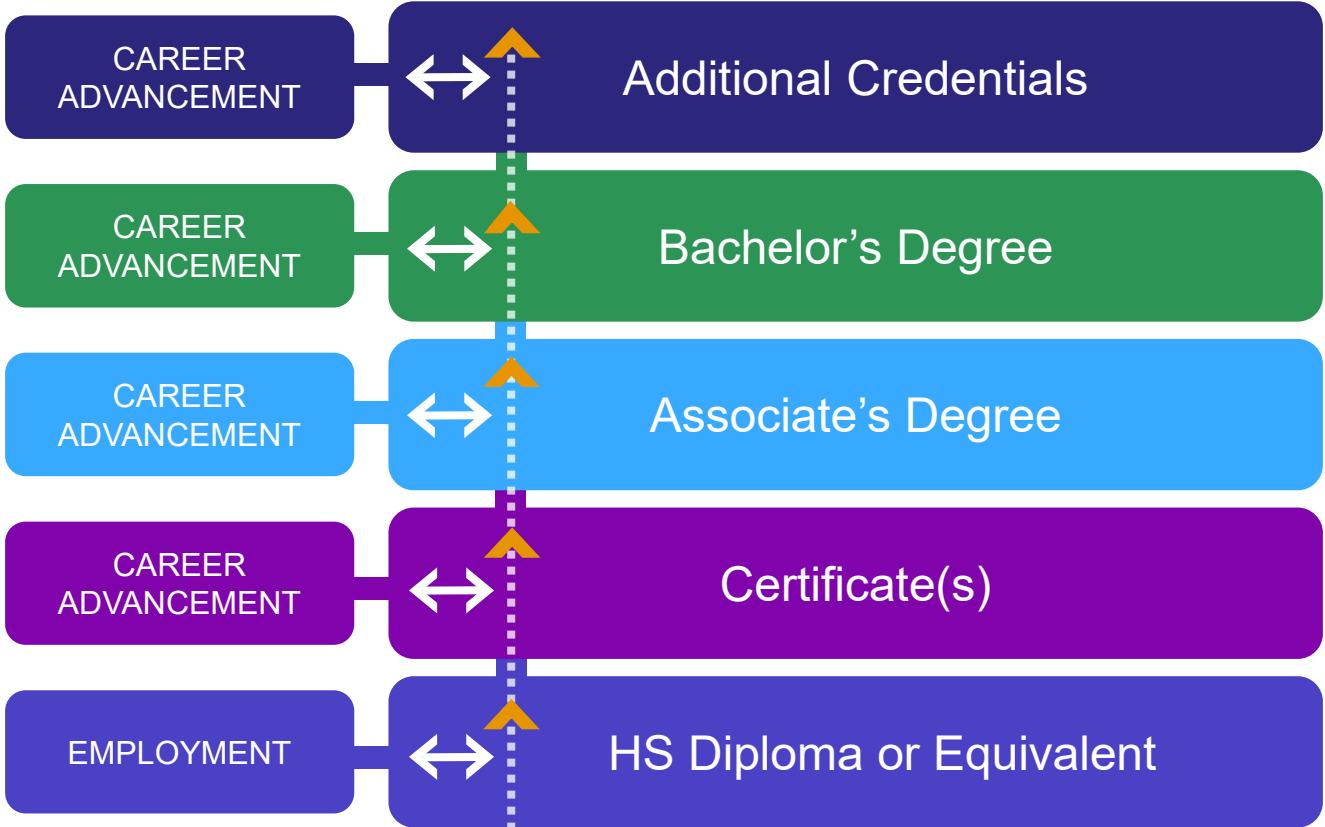 CAREER
ADVANCEMENT
Additional Credentials
CAREER
ADVANCEMENT
Bachelor’s Degree
CAREER
ADVANCEMENT
Associate’s Degree
CAREER
ADVANCEMENT
Certificate(s)
EMPLOYMENT
HS Diploma or Equivalent